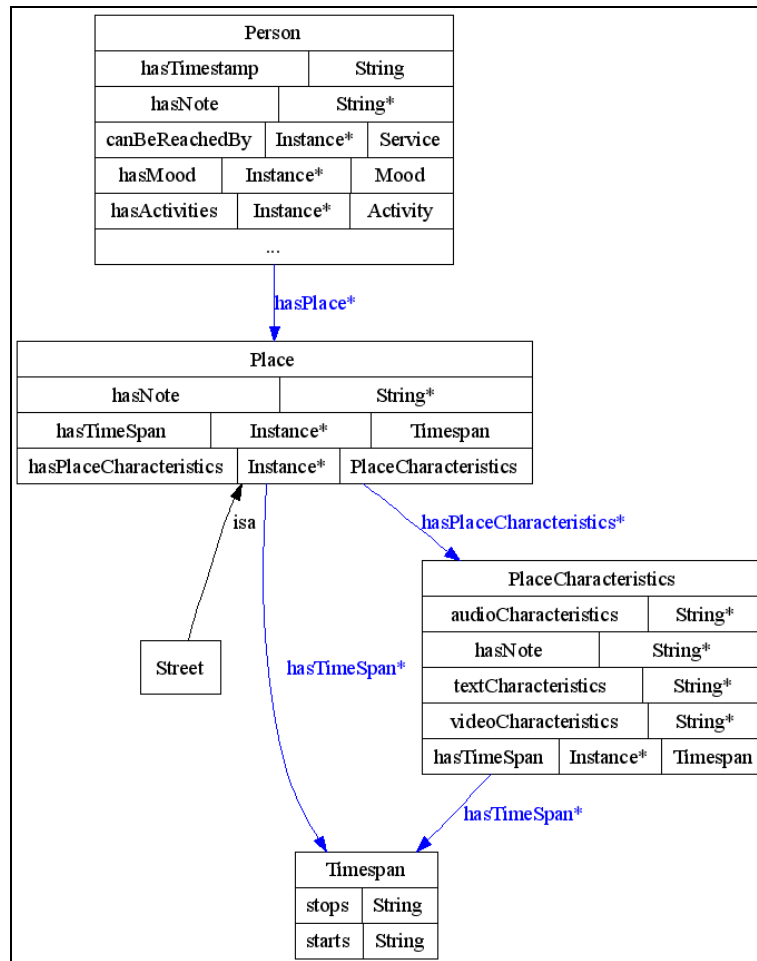 Person
hasTimestamp String
hasNote String*
canBeReachedBy Instance* Service
hasMood Instance* Mood
hasActivities Instance* Activity
...
hasPlace*
Place
hasNote String*
hasTimeSpan Instance* Timespan
hasPlaceCharacteristics Instance* PlaceCharacteristics
isa
hasPlaceCharacteristics*
PlaceCharacteristics
audioCharacteristics String*
hasNote String*
textCharacteristics String*
videoCharacteristics String*
hasTimeSpan Instance* Timespan
Street
hasTimeSpan*
hasTimeSpan*
Timespan
stops String
starts String